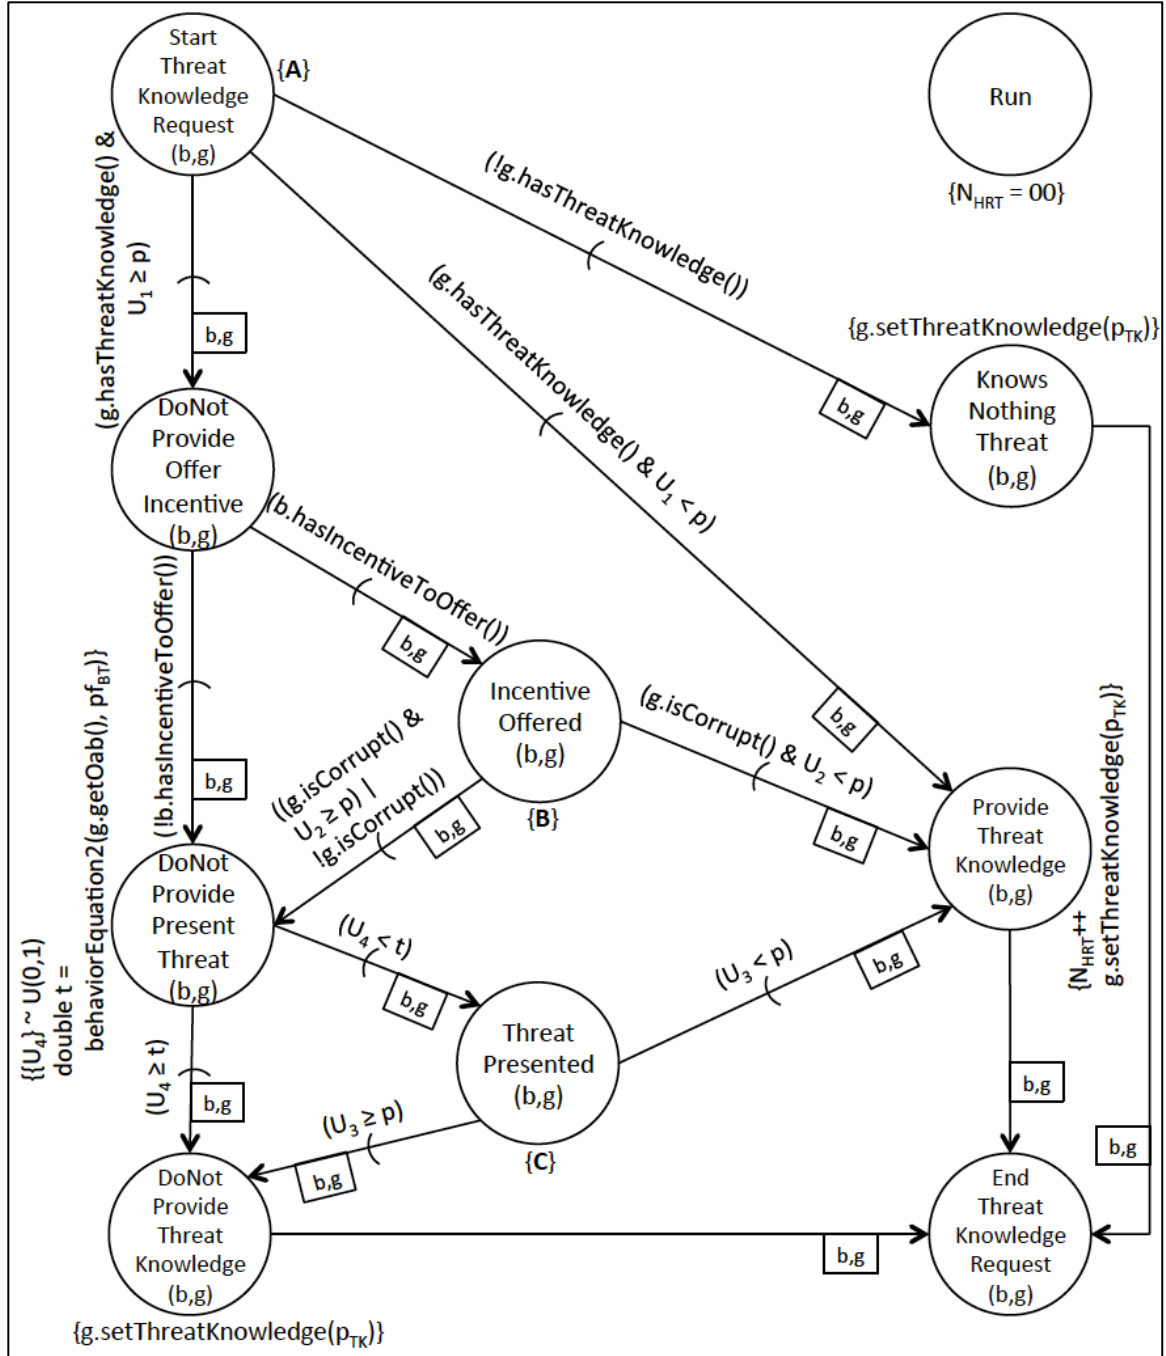 Start
Threat
Knowledge
Request
(b,g)
{A}
Run
{N_HRT = 00}
(g.hasThreatKnowledge() &
U_1 ≥ p)
b,g
(!g.hasThreatKnowledge())
b,g
(g.hasThreatKnowledge() & U_1 < p)
b,g
{g.setThreatKnowledge(p_TK)}
Knows
Nothing
Threat
(b,g)
DoNot
Provide
Offer
Incentive
(b,g)
(b.hasIncentiveToOffer())
b,g
(!b.hasIncentiveToOffer())
b,g
Incentive
Offered
(b,g)
{B}
(g.isCorrupt() & U_2 < p)
b,g
((g.isCorrupt() &
U_2 ≥ p) |
!g.isCorrupt())
b,g
Provide
Threat
Knowledge
(b,g)
{N_HRT++
g.setThreatKnowledge(p_TK)}
DoNot
Provide
Present
Threat
(b,g)
{{U_4} ~ U(0,1)
double t =
behaviorEquation2(g.getOab(), pf_BT)}
(U_4 < t)
b,g
(U_4 ≥ t)
b,g
Threat
Presented
(b,g)
{C}
(U_3 < p)
b,g
(U_3 ≥ p)
b,g
b,g
b,g
DoNot
Provide
Threat
Knowledge
(b,g)
{g.setThreatKnowledge(p_TK)}
b,g
End
Threat
Knowledge
Request
(b,g)